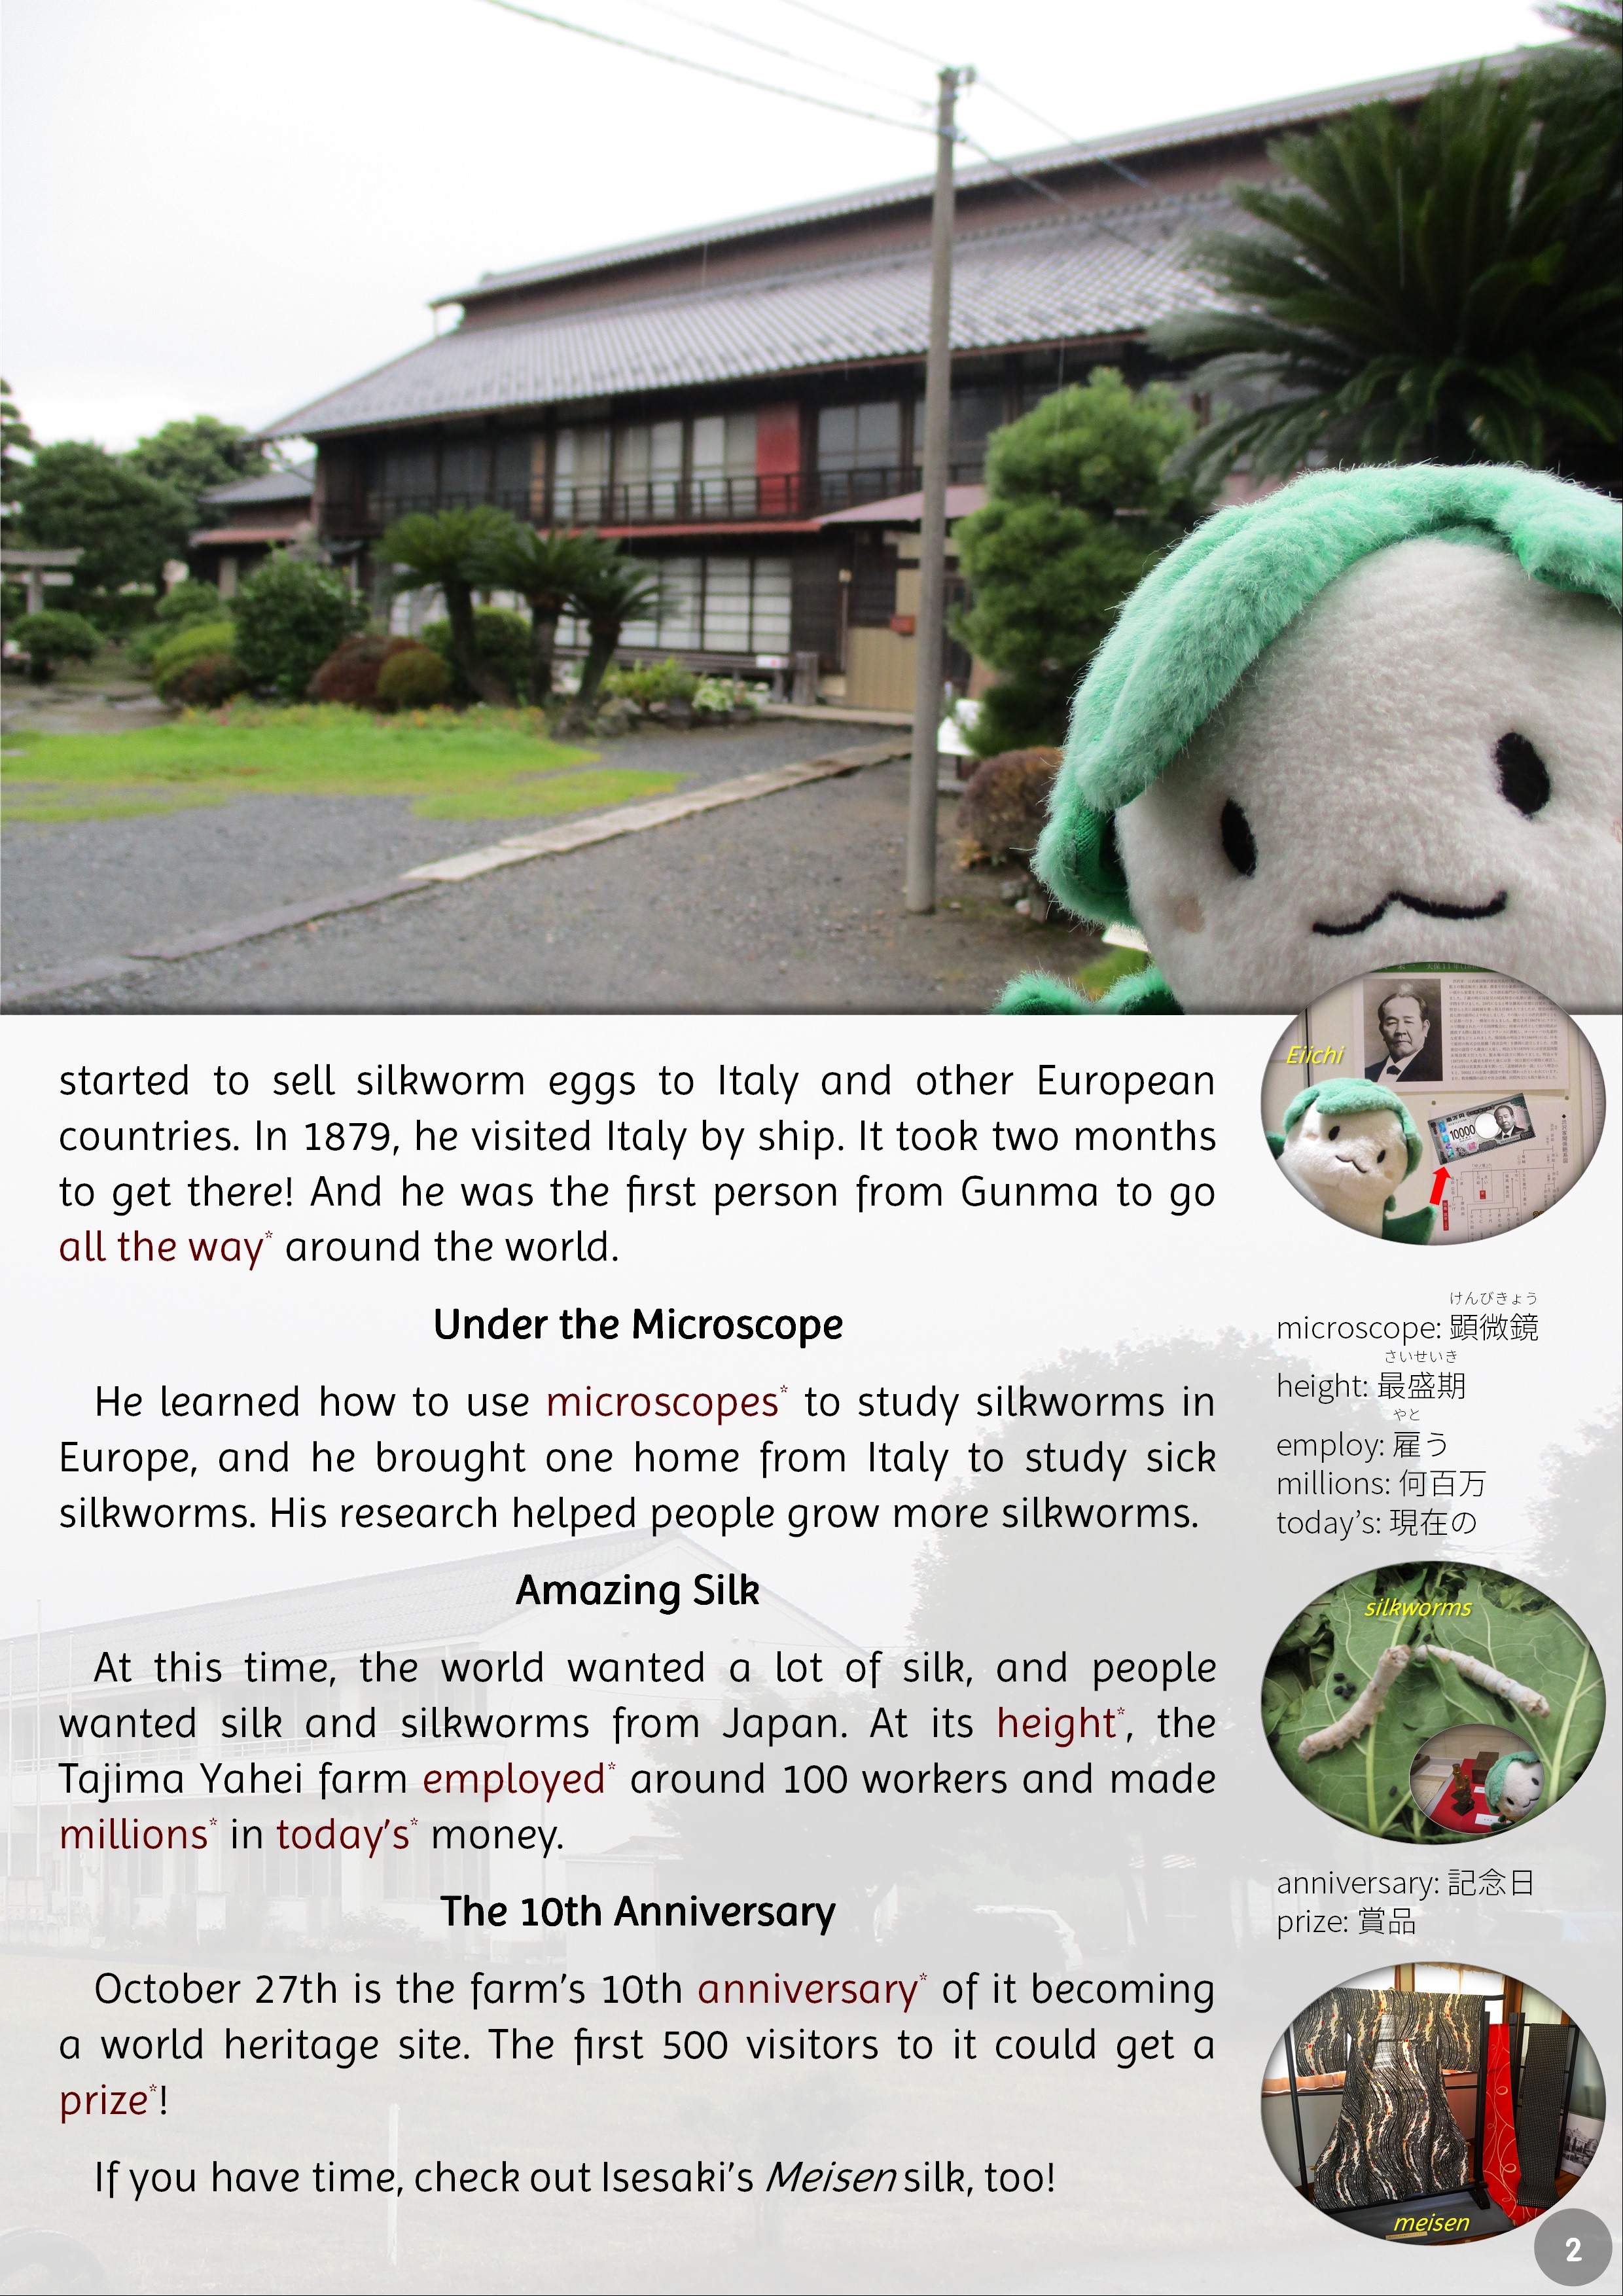 started to sell silkworm eggs to Italy and other European
countries. In 1879, he visited Italy by ship. It took two months
to get there! And he was the first person from Gunma to go
all the way* around the world.
Under the Microscope
He learned how to use microscopes* to study silkworms in
Europe, and he brought one home from Italy to study sick
silkworms. His research helped people grow more silkworms.
Amazing Silk
At this time, the world wanted a lot of silk, and people
wanted silk and silkworms from Japan. At its height*, the
Tajima Yahei farm employed* around 100 workers and made
millions* in today's* money.
The 10th Anniversary
October 27th is the farm's 10th anniversary* of it becoming
a world heritage site. The first 500 visitors to it could get a
prize*!
If you have time, check out Isesaki's Meisen silk, too!
Eiichi
10000
けんびきょう
microscope: 顕微鏡
さいせいき
height: 最盛期
やと
employ: 雇う
millions: 何百万
today's: 現在の
silkworms
anniversary: 記念日
prize: 賞品
meisen
2